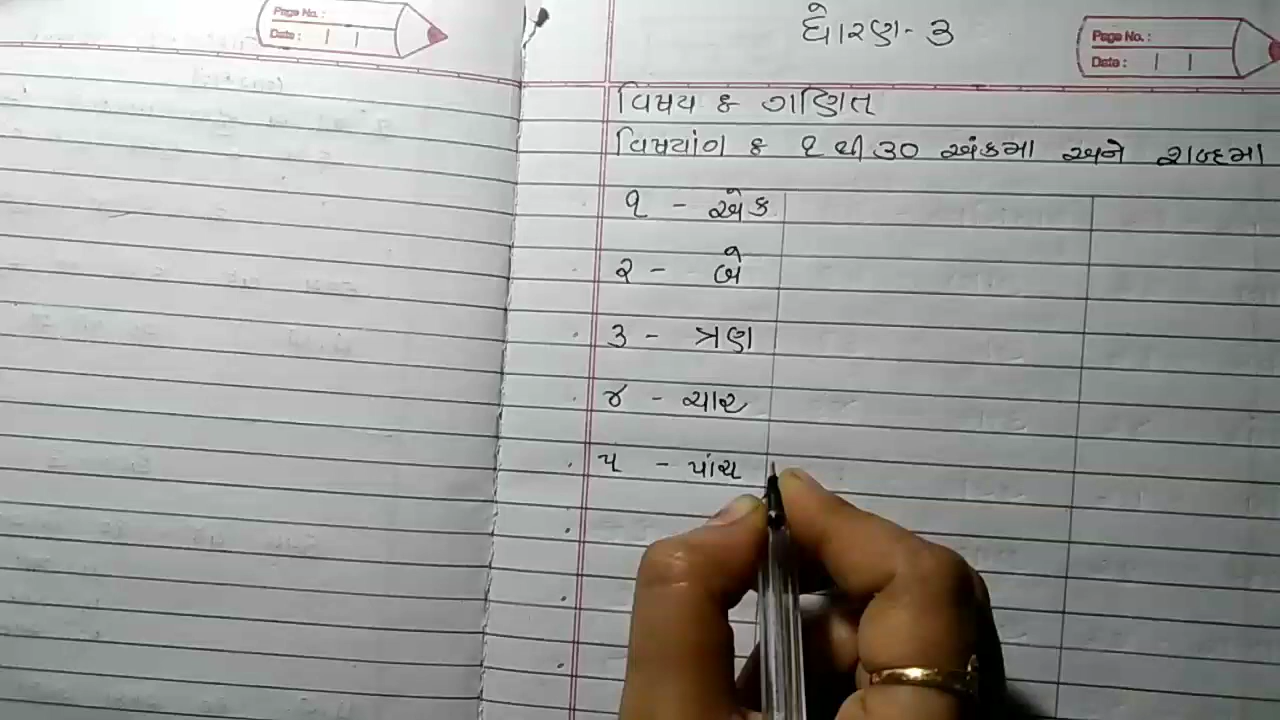 Page No. :
Date :
ધોરણ - ૩
Page No. :
Date :
વિષય : ગણિત
વિષયાંગ : ૧ થી ૩૦ અંકમા અને શબ્દમા
૧ - એક
૨ - બે
૩ - ત્રણ
૪ - ચાર
૫ - પાંચ